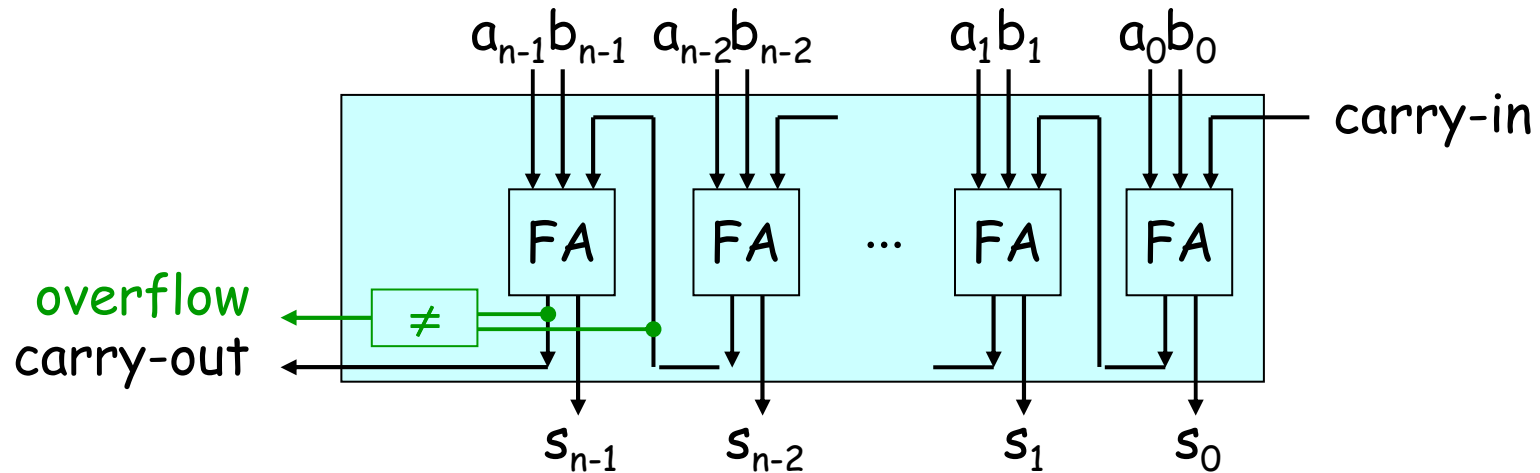 aₙ₋₁bₙ₋₁ aₙ₋₂bₙ₋₂ a₁b₁ a₀b₀
carry-in
FA FA ... FA FA
overflow ≠
carry-out
sₙ₋₁ sₙ₋₂ s₁ s₀